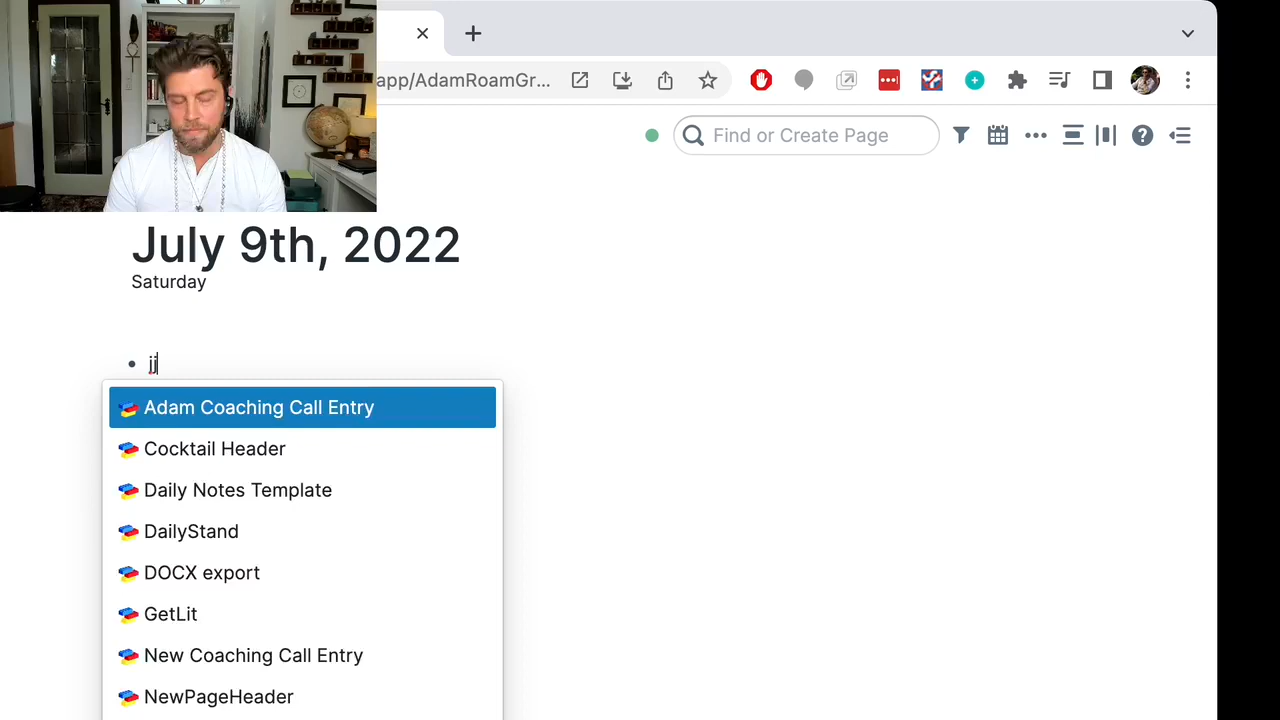 app/AdamRoamGr...
Find or Create Page
July 9th, 2022
Saturday
jj
Adam Coaching Call Entry
Cocktail Header
Daily Notes Template
DailyStand
DOCX export
GetLit
New Coaching Call Entry
NewPageHeader